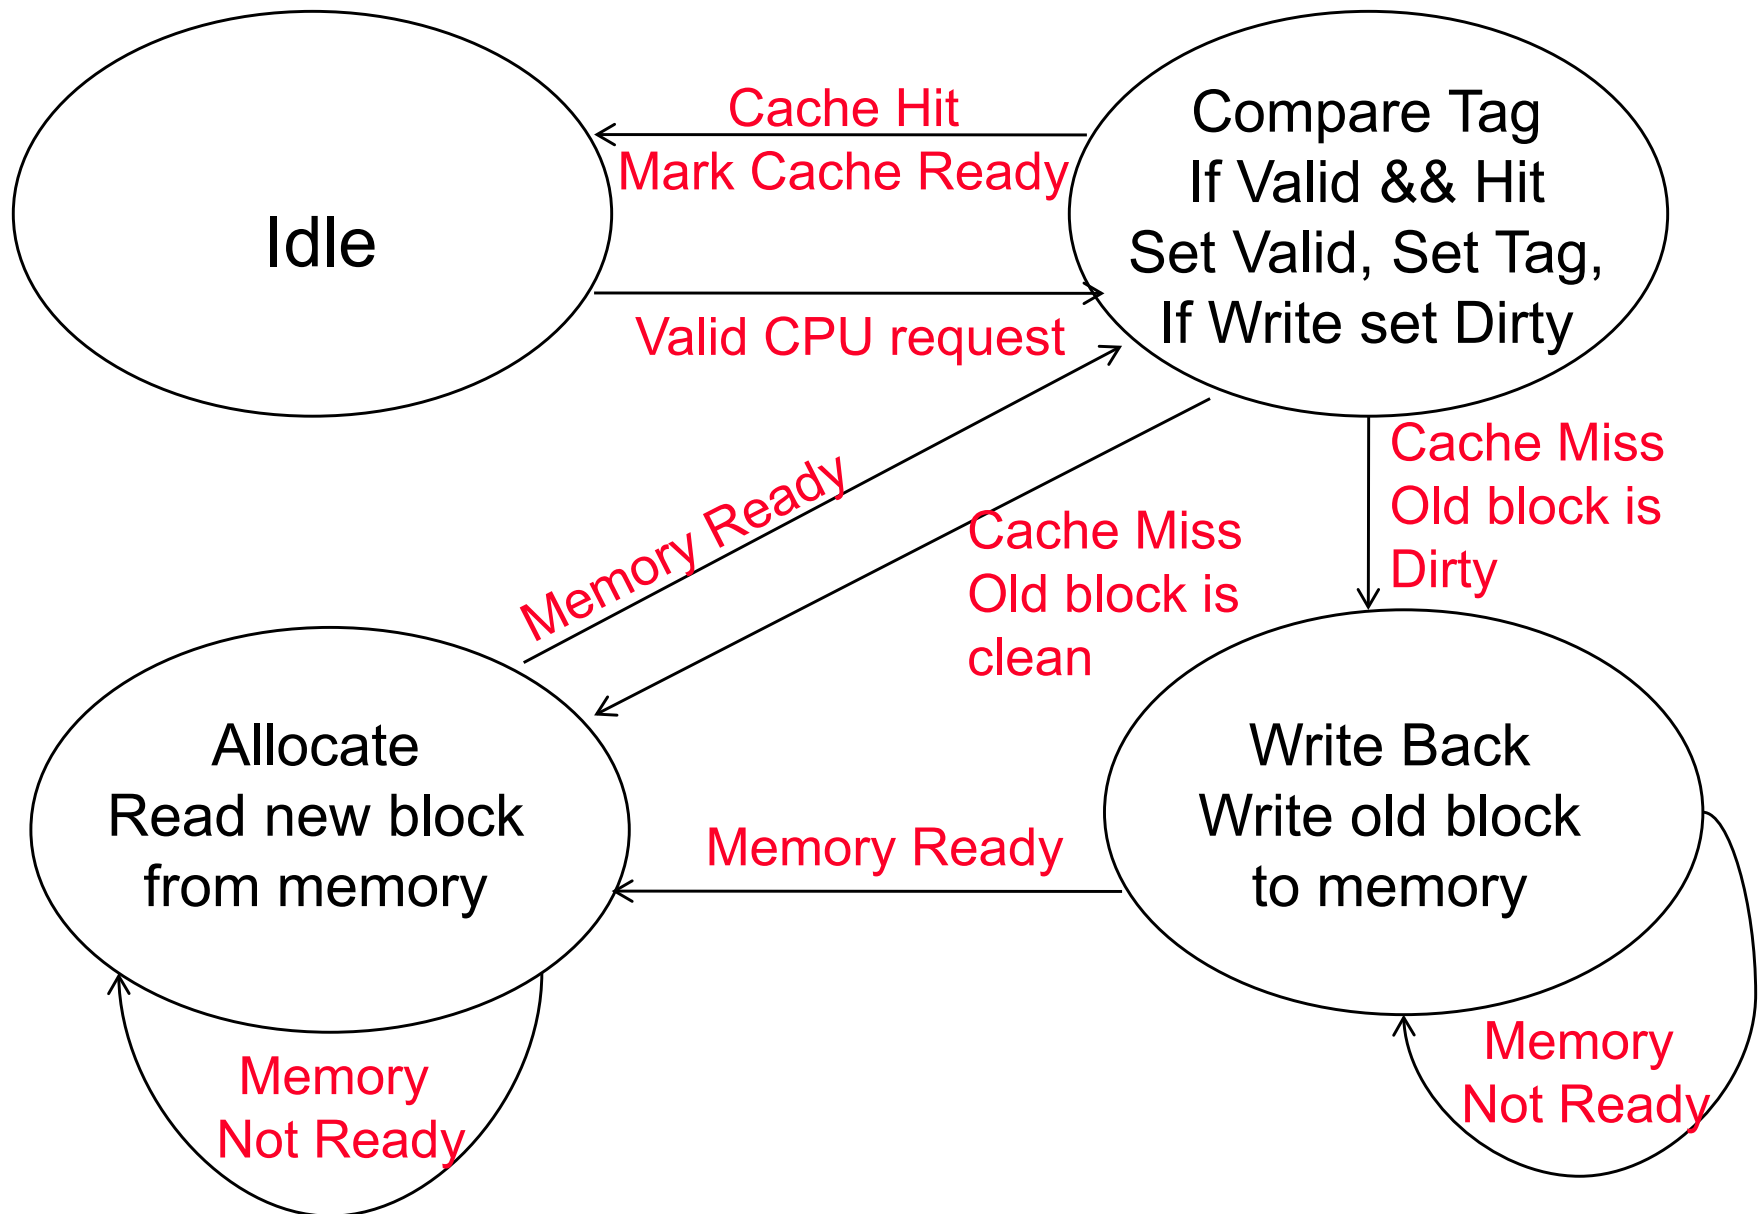 Idle
Cache Hit
Mark Cache Ready
Valid CPU request
Compare Tag
If Valid && Hit
Set Valid, Set Tag,
If Write set Dirty
Memory Ready
Cache Miss
Old block is
clean
Cache Miss
Old block is
Dirty
Allocate
Read new block
from memory
Memory Ready
Write Back
Write old block
to memory
Memory
Not Ready
Memory
Not Ready